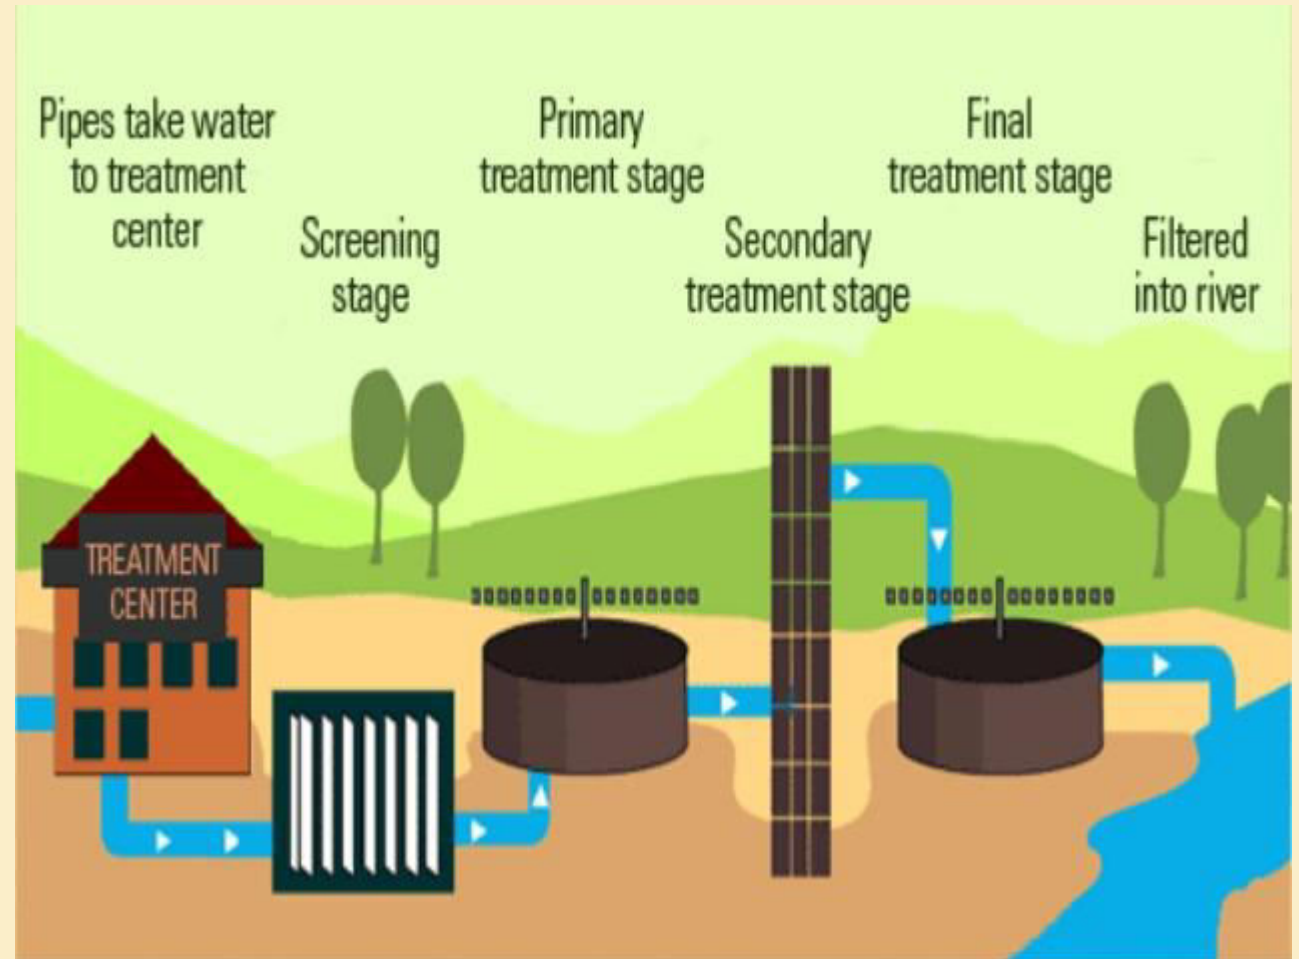 Pipes take water
to treatment
center
Screening
stage
Primary
treatment stage
Secondary
treatment stage
Final
treatment stage
Filtered
into river
TREATMENT
CENTER